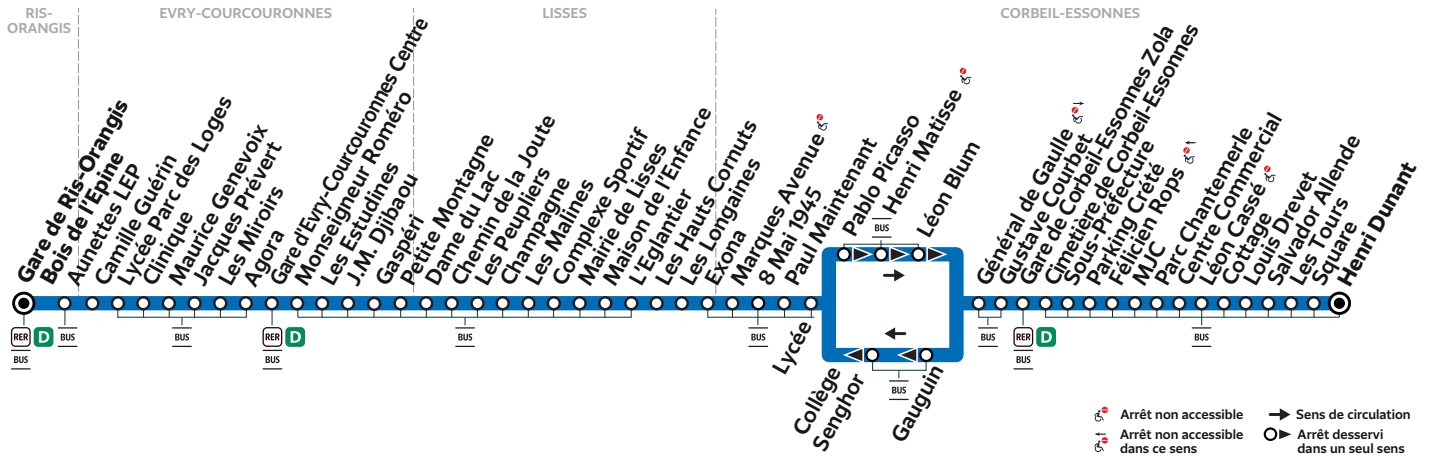 RIS-
ORANGIS
EVRY-COURCOURONNES
LISSES
CORBEIL-ESSONNES
Gare de Ris-Orangis
Bois de l'Epine
Aunettes LEP
Camille Guérin
Lycée Parc des Loges
Clinique
Maurice Genevoix
Jacques Prévert
Les Miroirs
Agora
Gare d'Evry-Courcouronnes Centre
Monseigneur Roméro
Les Estudines
J.M. Djibaou
Gaspéri
Petite Montagne
Dame du Lac
Chemin de la Joute
Les Peupliers
Champagne
Les Malines
Complexe Sportif
Mairie de Lisses
Maison de l'Enfance
L'Eglantier
Les Hauts Cornuts
Les Longaines
Exona
Marques Avenue
8 Mai 1945
Paul Maintenant
Lycée
Pablo Picasso
Henri Matisse
Léon Blum
Collège
Senghor
Gauguin
Général de Gaulle
Gustave Courbet
Gare de Corbeil-Essonnes Zola
Cimetière de Corbeil-Essonnes
Sous-Préfecture
Parking Crété
Félicien Rops
MJC
Parc Chantemerle
Centre Commercial
Léon Cassé
Cottage
Louis Drevet
Salvador Allende
Les Tours
Square
Henri Dunant
RER D
BUS
BUS
BUS
RER D
BUS
BUS
BUS
BUS
BUS
BUS
RER D
BUS
BUS
Arrêt non accessible
Arrêt non accessible
dans ce sens
Sens de circulation
Arrêt desservi
dans un seul sens